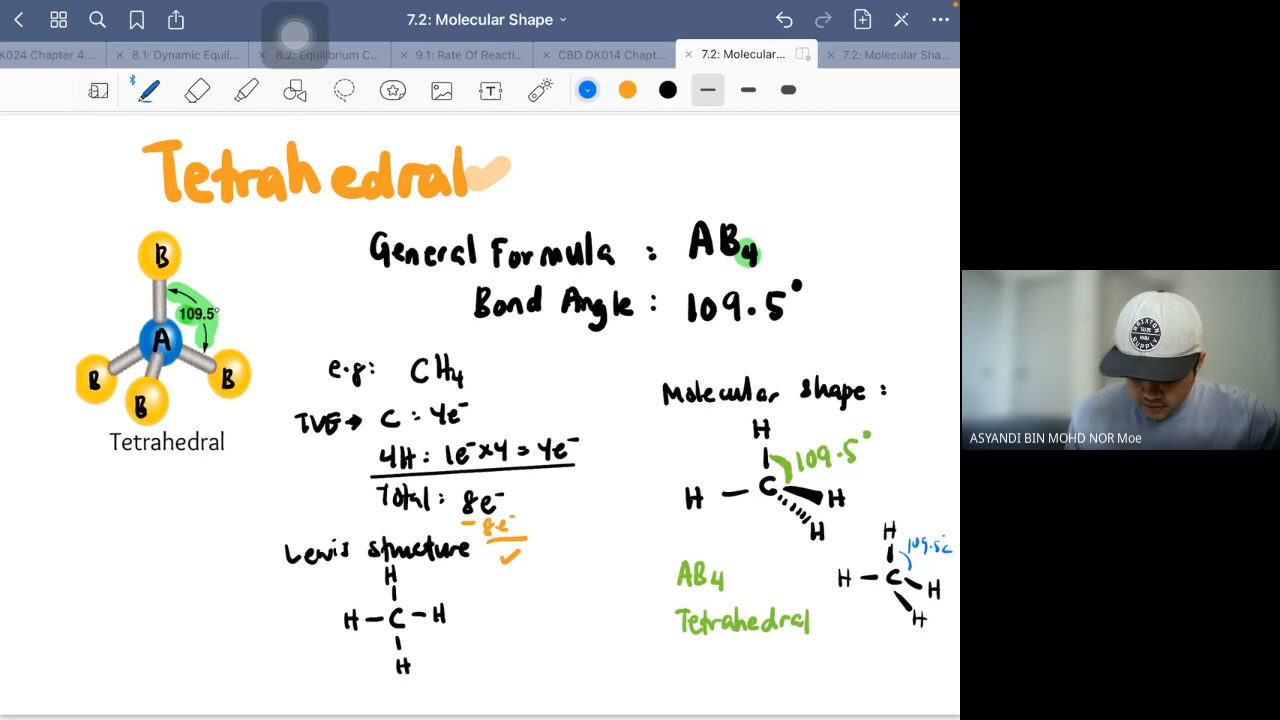 7.2: Molecular Shape
K024 Chapter 4....
8.1: Dynamic Equil...
8.2: Equilibrium C...
9.1: Rate Of Reacti...
CBD DK014 Chapt...
7.2: Molecular...
7.2: Molecular Sha...
Tetrahedral
General Formula : AB4
Bond Angle : 109.5°
B
109.5°
A
B
B
B
Tetrahedral
e.g: CH4
TVE → C = 4e-
4H: 1e- x4 = 4e-
Total: 8e-
- 8e-
Lewis structure
H
H - C - H
H
Molecular shape :
H
109.5°
H - C H
H
AB4
Tetrahedral
H
H - C H
H
ASYANDI BIN MOHD NOR Moe
BRIXTON
SUPPLY